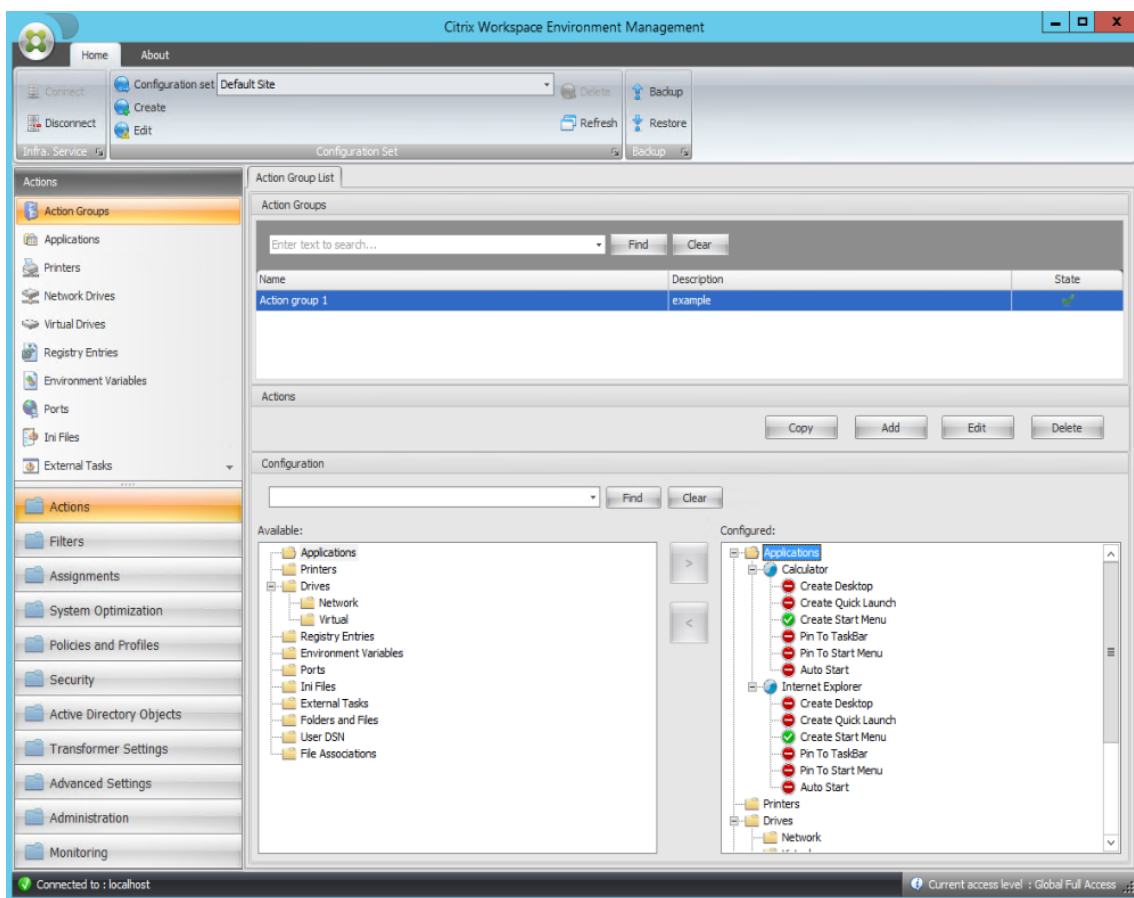 Citrix Workspace Environment Management
Home About
Connect
Disconnect
Infra. Service
Configuration set Default Site
Create
Edit
Delete
Refresh
Configuration Set
Backup
Restore
Backup
Actions
Action Groups
Applications
Printers
Network Drives
Virtual Drives
Registry Entries
Environment Variables
Ports
Ini Files
External Tasks
Actions
Filters
Assignments
System Optimization
Policies and Profiles
Security
Active Directory Objects
Transformer Settings
Advanced Settings
Administration
Monitoring
Action Group List
Action Groups
Enter text to search...
Find Clear
Name Description State
Action group 1 example
Actions
Copy Add Edit Delete
Configuration
Find Clear
Available:
Applications
Printers
Drives
Network
Virtual
Registry Entries
Environment Variables
Ports
Ini Files
External Tasks
Folders and Files
User DSN
File Associations
>
<
Configured:
Applications
Calculator
Create Desktop
Create Quick Launch
Create Start Menu
Pin To TaskBar
Pin To Start Menu
Auto Start
Internet Explorer
Create Desktop
Create Quick Launch
Create Start Menu
Pin To TaskBar
Pin To Start Menu
Auto Start
Printers
Drives
Network
Connected to : localhost
Current access level : Global Full Access